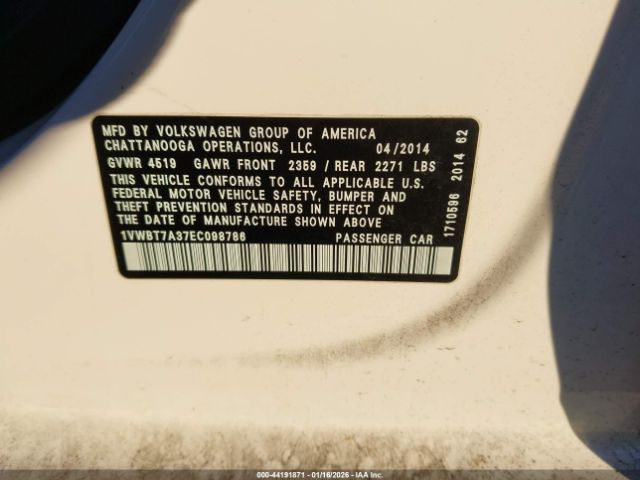 MFD BY VOLKSWAGEN GROUP OF AMERICA
CHATTANOOGA OPERATIONS, LLC. 04/2014
GVWR 4519 GAWR FRONT 2359 / REAR 2271 LBS
THIS VEHICLE CONFORMS TO ALL APPLICABLE U.S.
FEDERAL MOTOR VEHICLE SAFETY, BUMPER AND
THEFT PREVENTION STANDARDS IN EFFECT ON
THE DATE OF MANUFACTURE SHOWN ABOVE
1VWBT7A37EC098786 PASSENGER CAR
1710596 2014 62
000-44191871 | 01/16/2026 | IAA Inc.